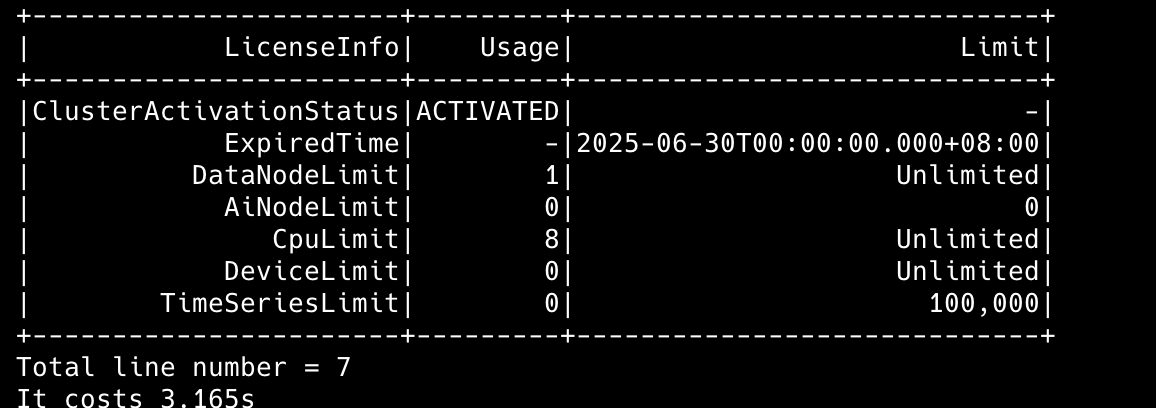 +------------------------+---------+-----------------------------+
|             LicenseInfo|    Usage|                        Limit|
+------------------------+---------+-----------------------------+
|ClusterActivationStatus|ACTIVATED|                            -|
|             ExpiredTime|        -|2025-06-30T00:00:00.000+08:00|
|           DataNodeLimit|        1|                    Unlimited|
|             AiNodeLimit|        0|                            0|
|                CpuLimit|        8|                    Unlimited|
|             DeviceLimit|        0|                    Unlimited|
|         TimeSeriesLimit|        0|                      100,000|
+------------------------+---------+-----------------------------+
Total line number = 7
It costs 3.165s